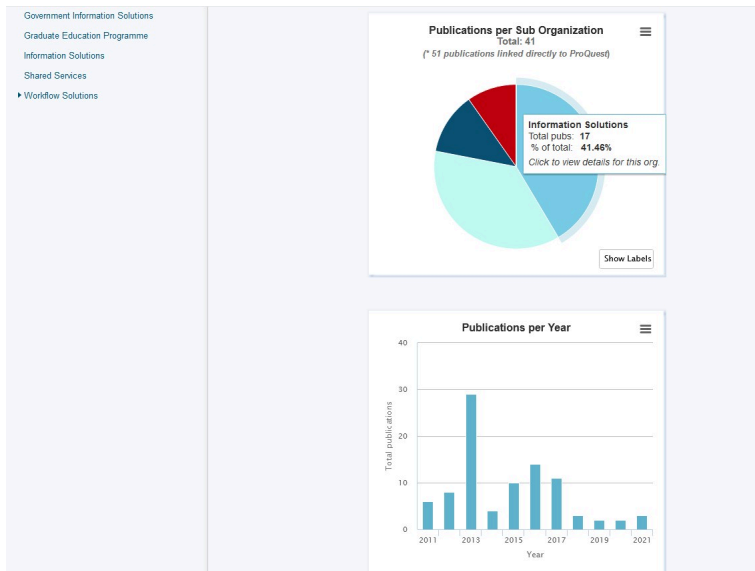 Government Information Solutions
Graduate Education Programme
Information Solutions
Shared Services
Workflow Solutions
Publications per Sub Organization
Total: 41
(* 51 publications linked directly to ProQuest)
Information Solutions
Total pubs: 17
% of total: 41.46%
Click to view details for this org.
Show Labels
Publications per Year
40
30
20
10
0
Total publications
2011 2013 2015 2017 2019 2021
Year